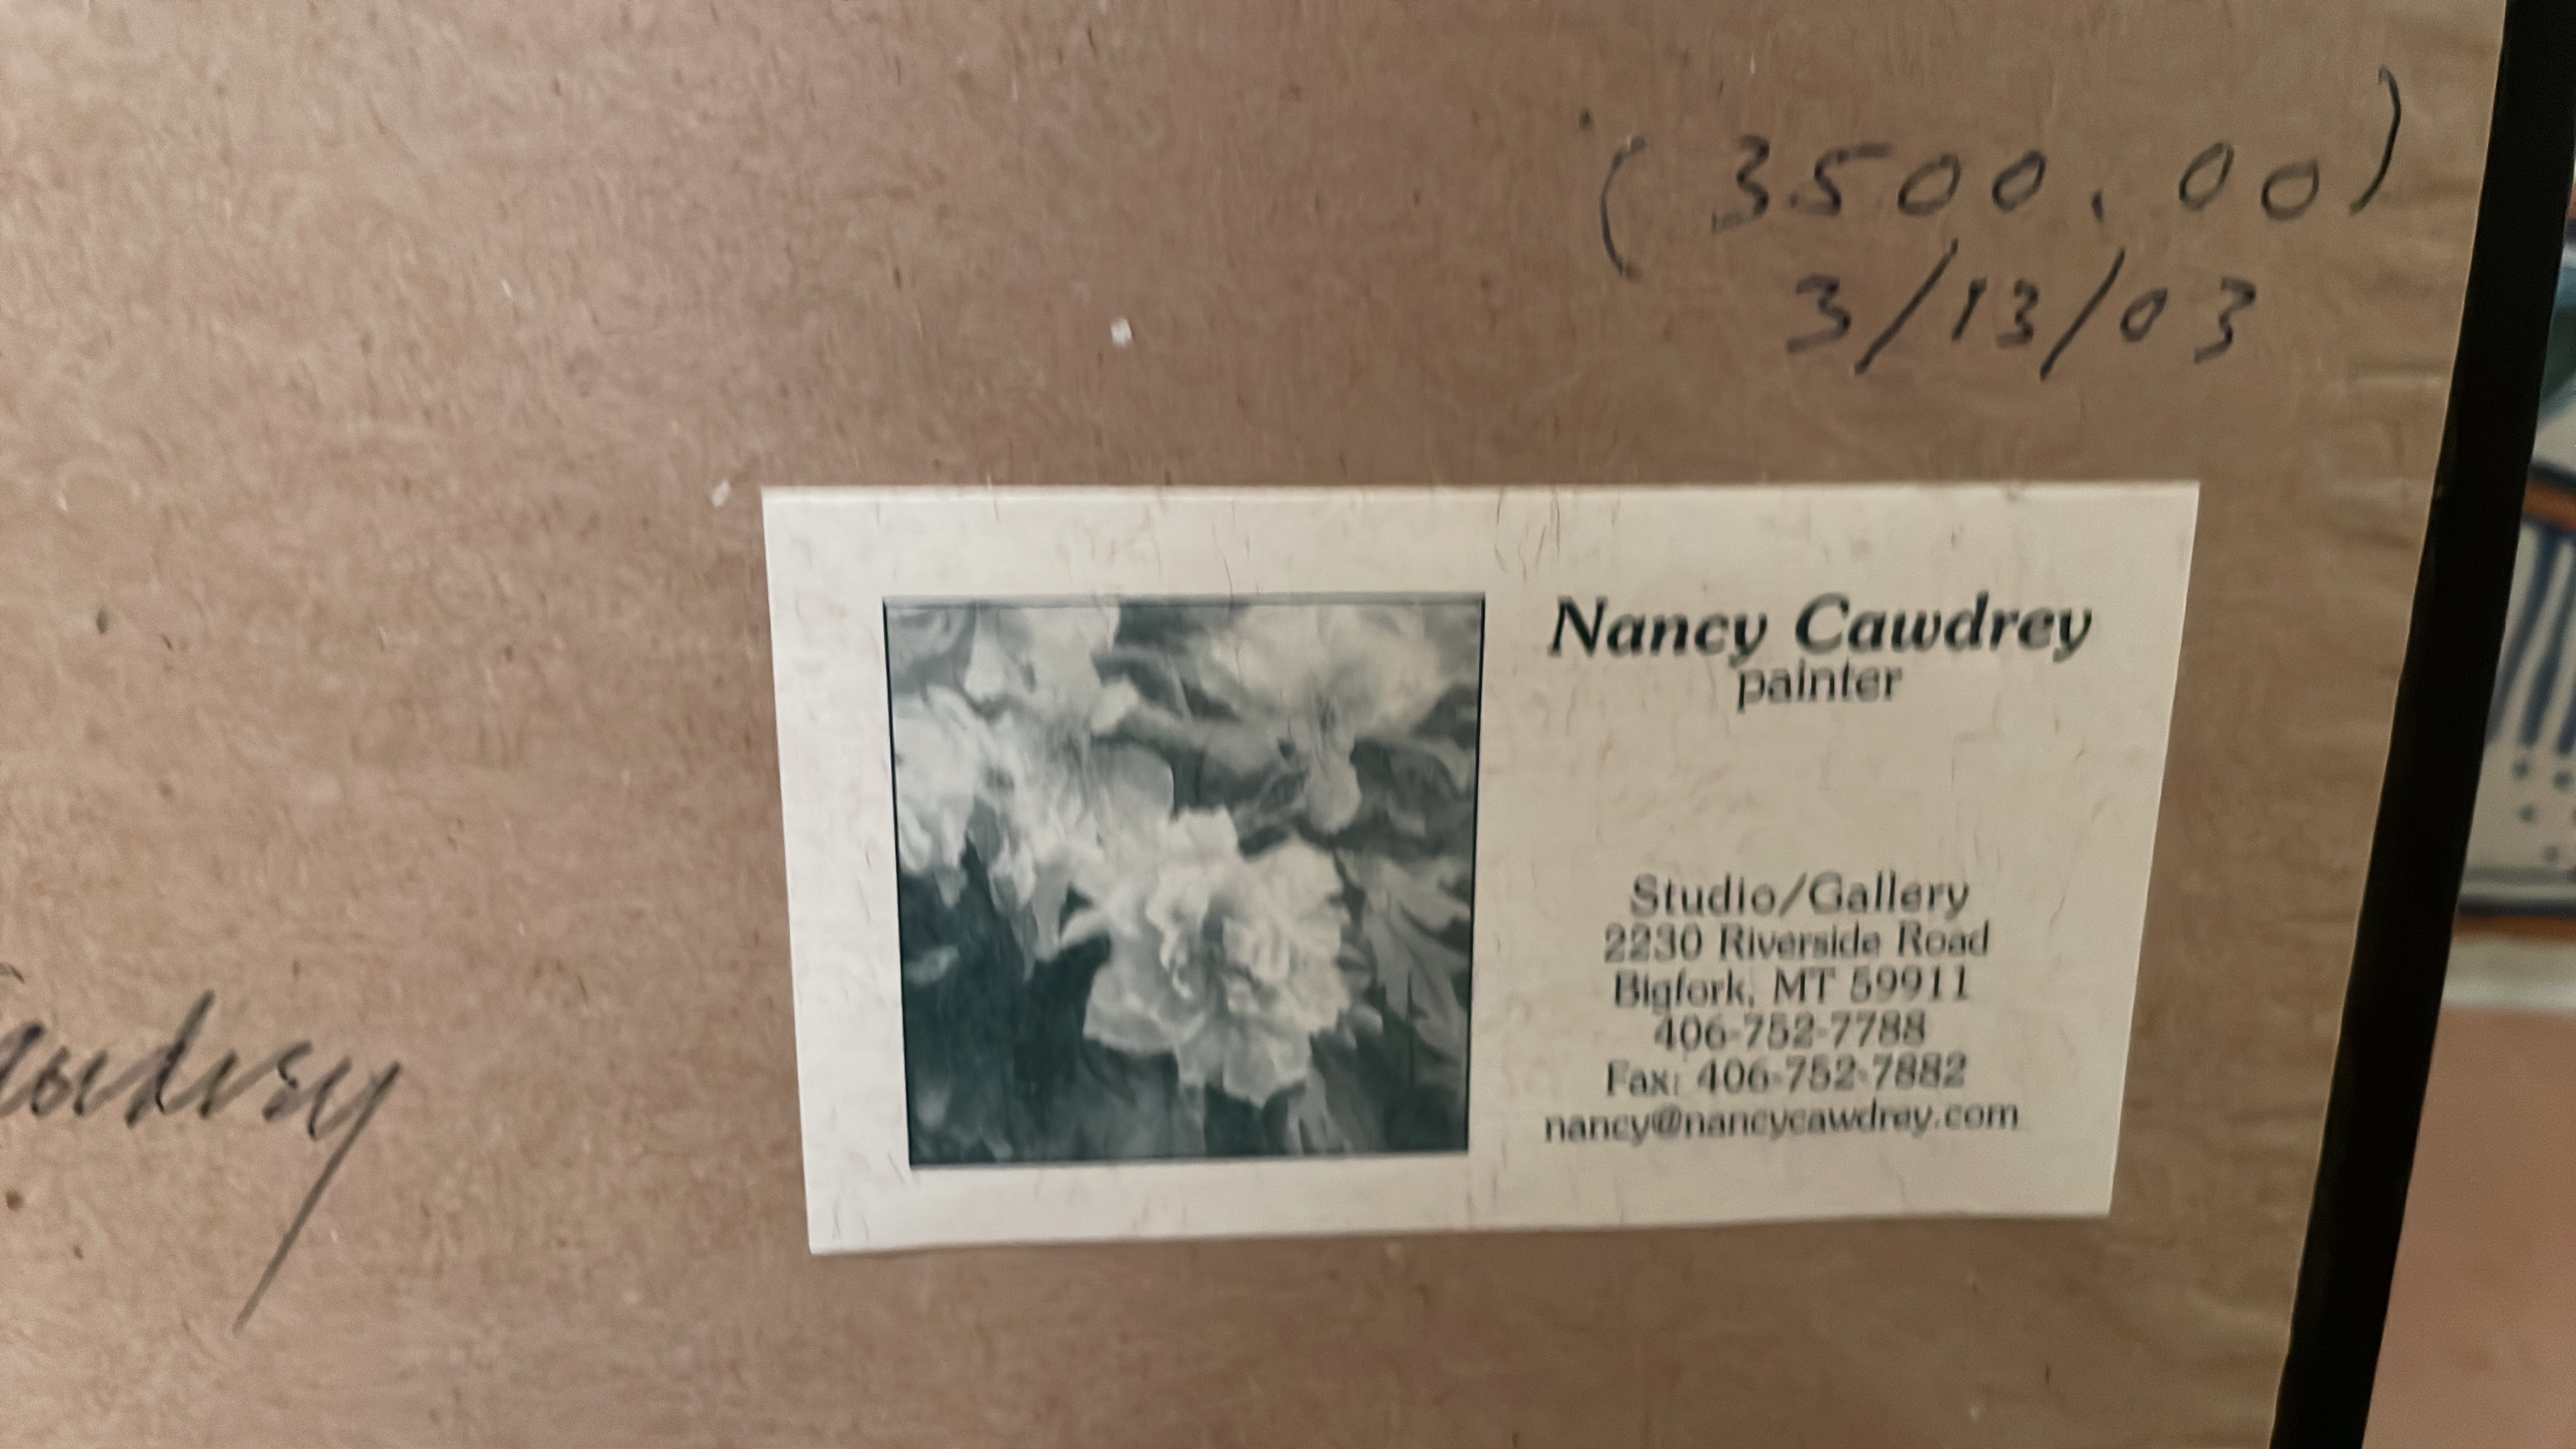 (3500.00)
3/13/03
Nancy Cawdrey
painter
Studio/Gallery
2230 Riverside Road
Bigfork, MT 59911
406-752-7788
Fax: 406-752-7882
nancy@nancycawdrey.com
awdrey